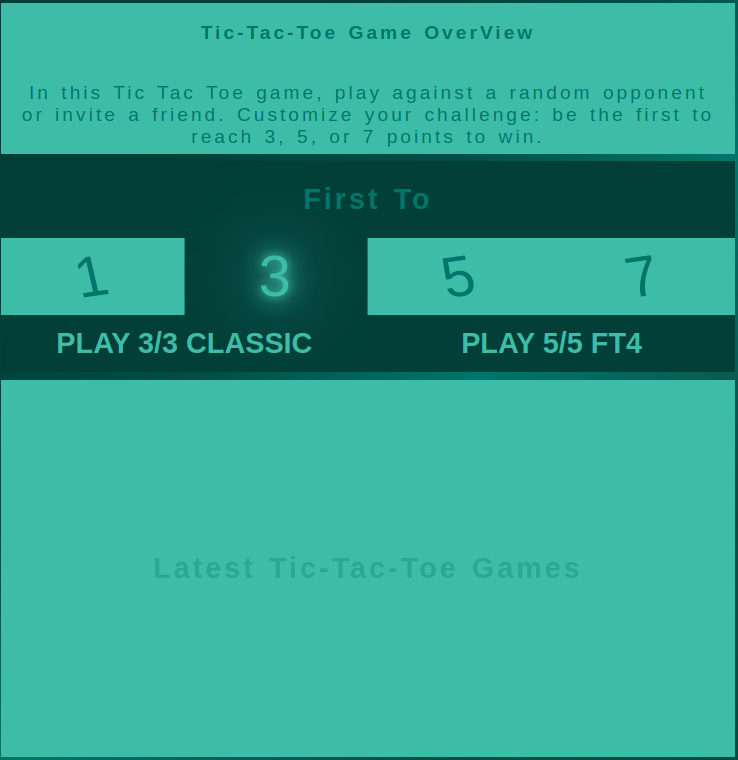 Tic-Tac-Toe Game OverView
In this Tic Tac Toe game, play against a random opponent
or invite a friend. Customize your challenge: be the first to
reach 3, 5, or 7 points to win.
First To
1 3 5 7
PLAY 3/3 CLASSIC PLAY 5/5 FT4
Latest Tic-Tac-Toe Games